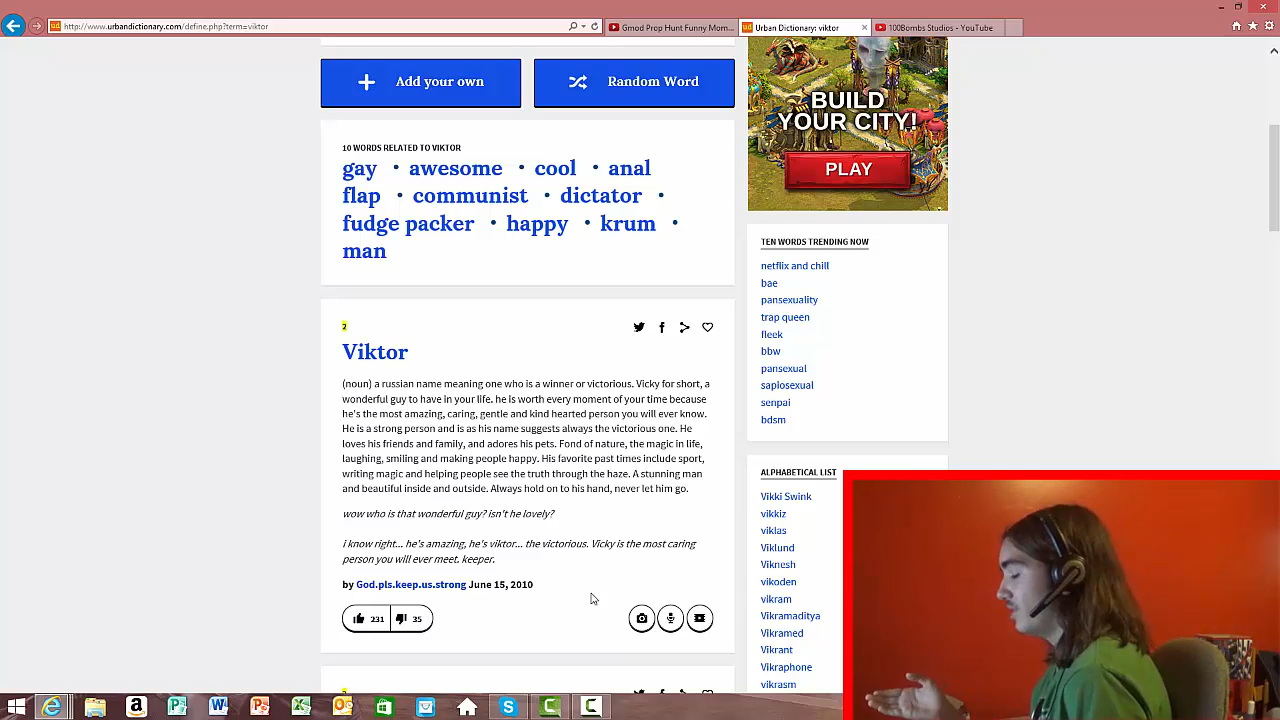 http://www.urbandictionary.com/define.php?term=viktor
Gmod Prop Hunt Funny Mom...
Urban Dictionary: viktor
100Bombs Studios - YouTube
Add your own
Random Word
10 WORDS RELATED TO VIKTOR
gay • awesome • cool • anal
flap • communist • dictator •
fudge packer • happy • krum •
man
2
Viktor
(noun) a russian name meaning one who is a winner or victorious. Vicky for short, a
wonderful guy to have in your life. he is worth every moment of your time because
he's the most amazing, caring, gentle and kind hearted person you will ever know.
He is a strong person and is as his name suggests always the victorious one. He
loves his friends and family, and adores his pets. Fond of nature, the magic in life,
laughing, smiling and making people happy. His favorite past times include sport,
writing magic and helping people see the truth through the haze. A stunning man
and beautiful inside and outside. Always hold on to his hand, never let him go.
wow who is that wonderful guy? isn't he lovely?
i know right... he's amazing, he's viktor... the victorious. Vicky is the most caring
person you will ever meet. keeper.
by God.pls.keep.us.strong June 15, 2010
231
35
BUILD
YOUR CITY!
PLAY
TEN WORDS TRENDING NOW
netflix and chill
bae
pansexuality
trap queen
fleek
bbw
pansexual
sapiosexual
senpai
bdsm
ALPHABETICAL LIST
Vikki Swink
vikkiz
viklas
Viklund
Viknesh
vikoden
vikram
Vikramaditya
Vikramed
Vikrant
Vikraphone
vikrasm